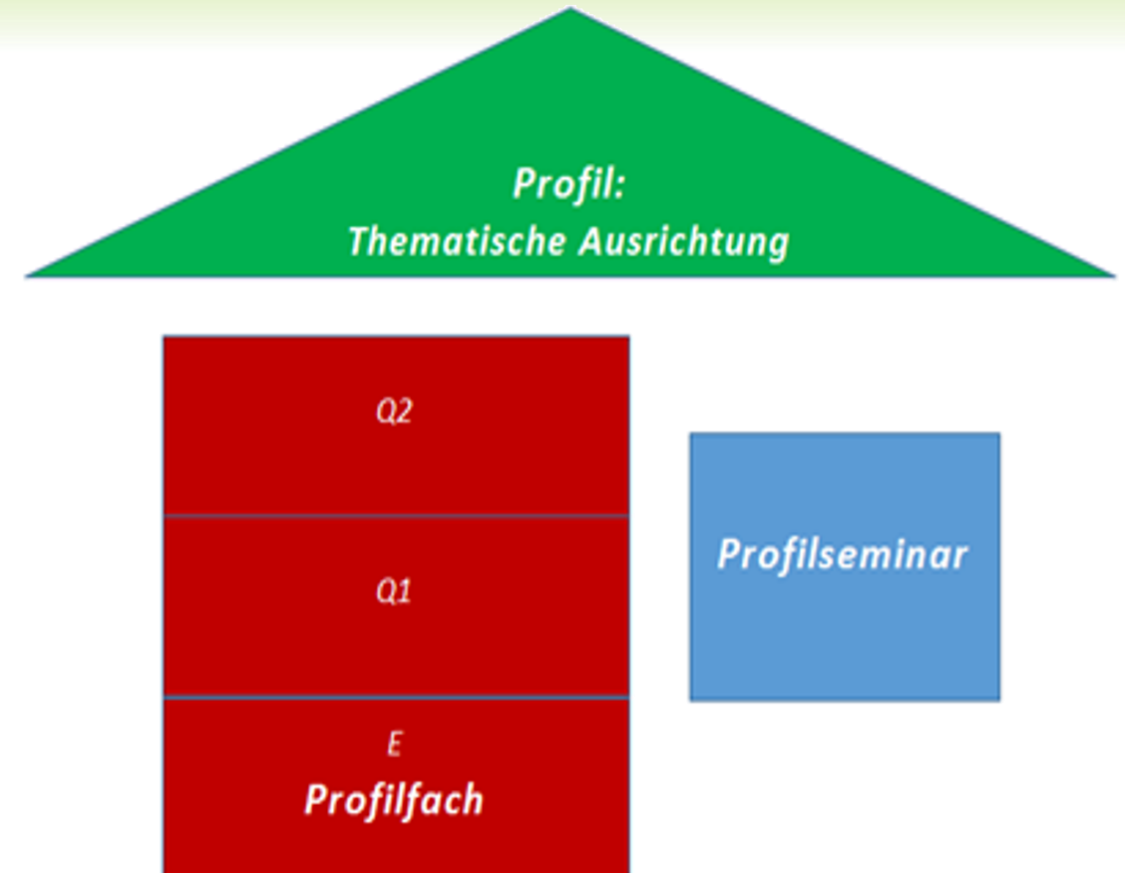 Profil:
Thematische Ausrichtung
Q2
Q1
E
Profilfach
Profilseminar